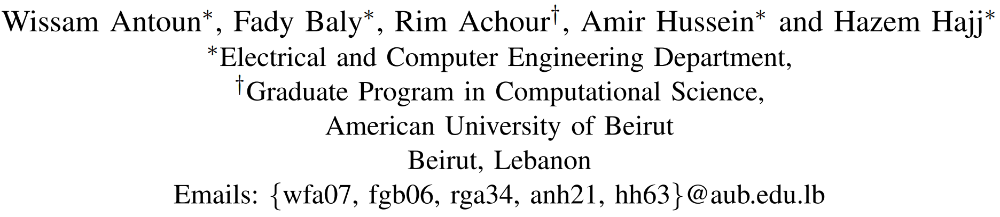 Wissam Antoun*, Fady Baly*, Rim Achour†, Amir Hussein* and Hazem Hajj*
*Electrical and Computer Engineering Department,
†Graduate Program in Computational Science,
American University of Beirut
Beirut, Lebanon
Emails: {wfa07, fgb06, rga34, anh21, hh63}@aub.edu.lb